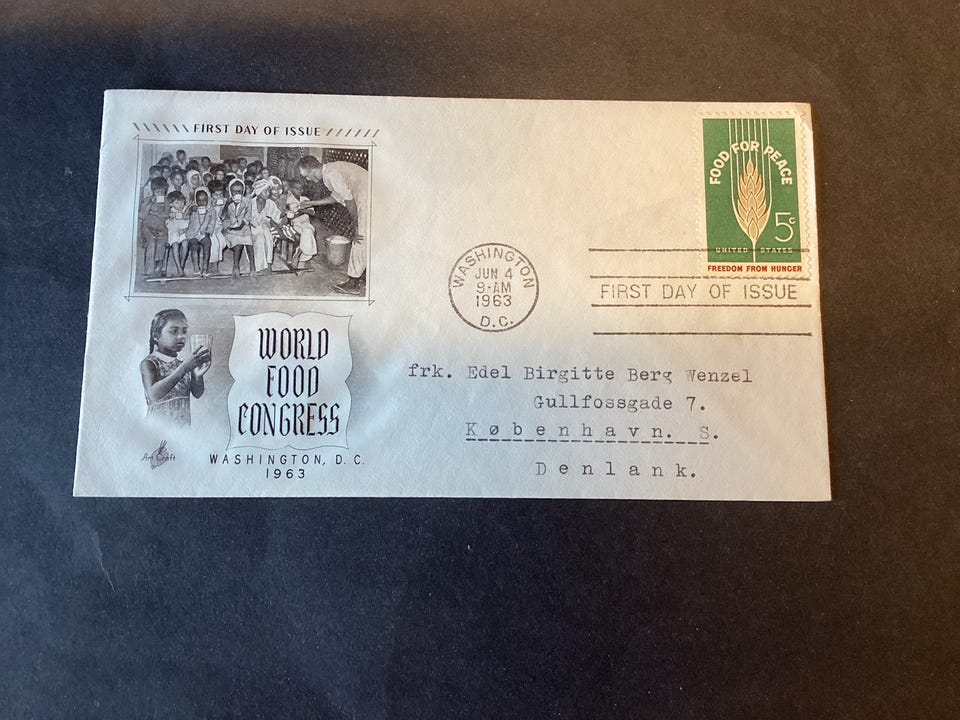 FIRST DAY OF ISSUE
WORLD
FOOD
CONGRESS
WASHINGTON, D. C.
1963
Art Craft
WASHINGTON
JUN 4
9-AM
1963
D.C.
FOOD FOR PEACE
5c
UNITED STATES
FREEDOM FROM HUNGER
FIRST DAY OF ISSUE
frk. Edel Birgitte Berg Wenzel
Gullfossgade 7.
København. S.
Denlank.